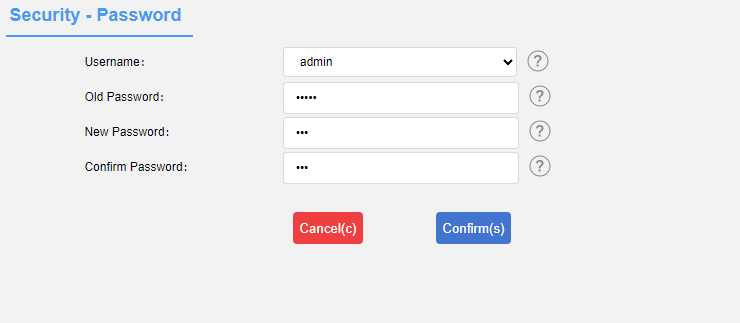 Security - Password
Username: admin ?
Old Password: ••••• ?
New Password: ••• ?
Confirm Password: ••• ?
Cancel(c) Confirm(s)